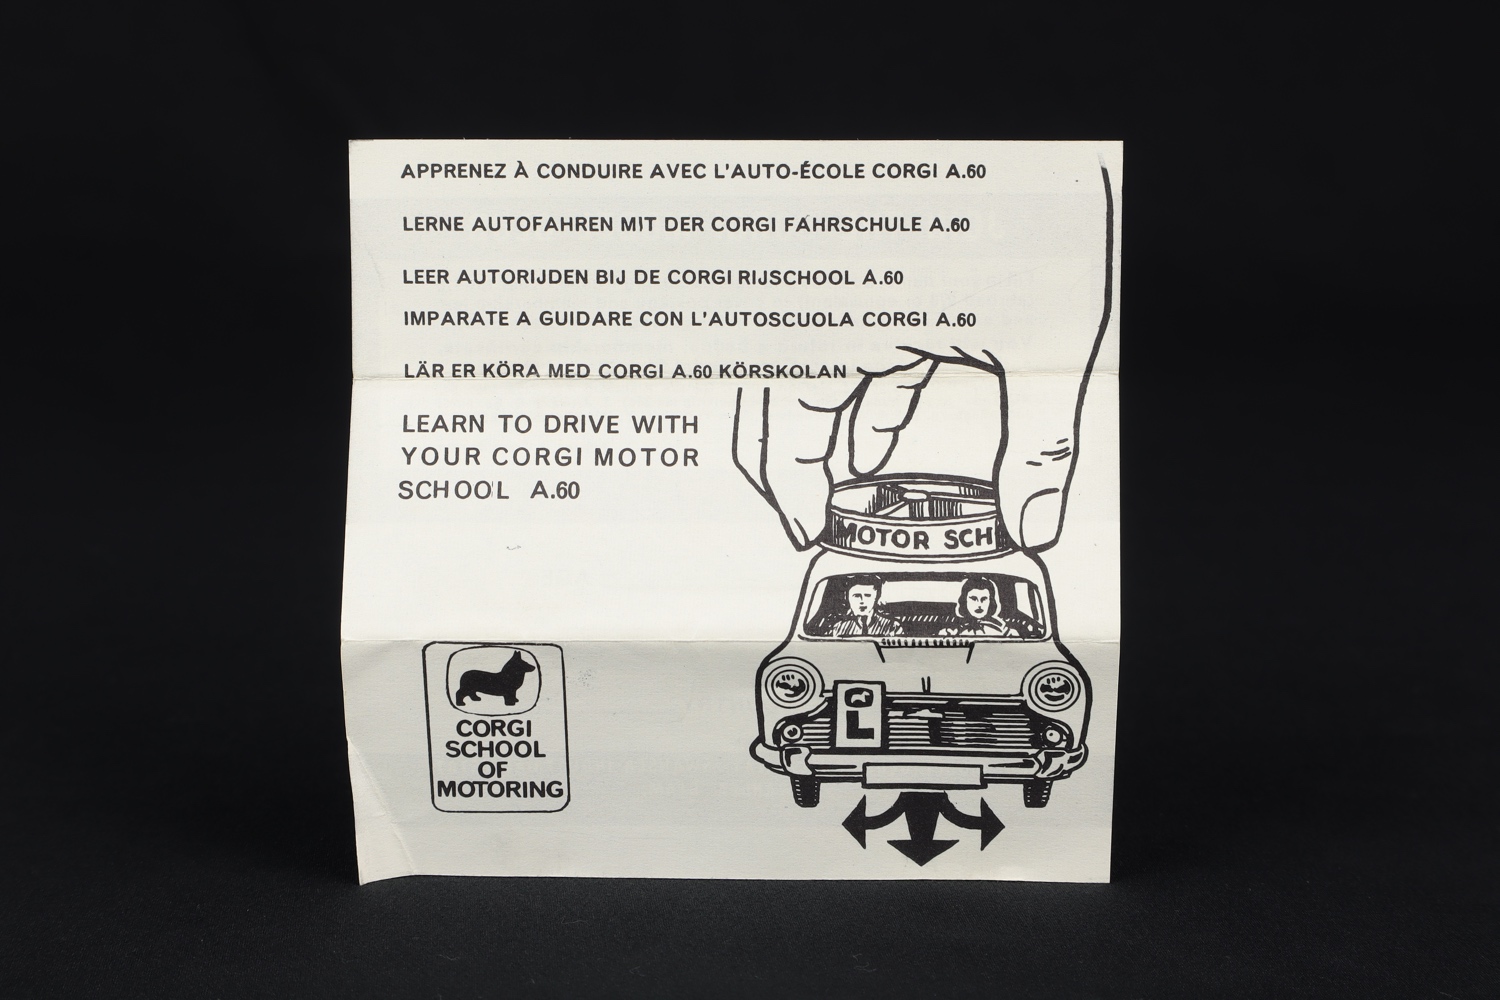 APPRENEZ À CONDUIRE AVEC L'AUTO-ÉCOLE CORGI A.60
LERNE AUTOFAHREN MIT DER CORGI FAHRSCHULE A.60
LEER AUTORIJDEN BIJ DE CORGI RIJSCHOOL A.60
IMPARATE A GUIDARE CON L'AUTOSCUOLA CORGI A.60
LÄR ER KÖRA MED CORGI A.60 KÖRSKOLAN
LEARN TO DRIVE WITH
YOUR CORGI MOTOR
SCHOOL A.60
MOTOR SCH
L
CORGI
SCHOOL
OF
MOTORING